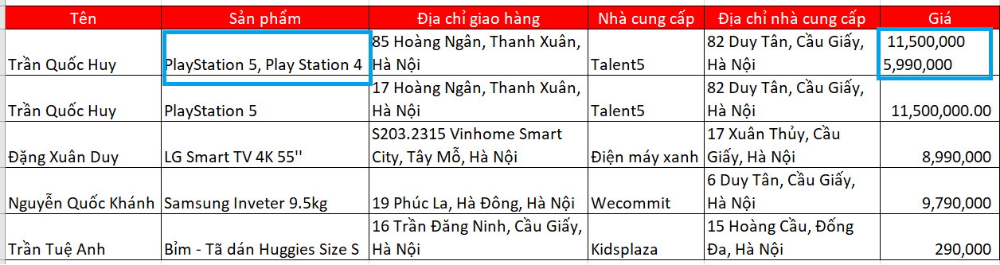 Tên Sản phẩm Địa chỉ giao hàng Nhà cung cấp Địa chỉ nhà cung cấp Giá
85 Hoàng Ngân, Thanh Xuân, 82 Duy Tân, Cầu Giấy, 11,500,000
Trần Quốc Huy PlayStation 5, Play Station 4 Hà Nội Talent5 Hà Nội 5,990,000
17 Hoàng Ngân, Thanh Xuân, 82 Duy Tân, Cầu Giấy,
Trần Quốc Huy PlayStation 5 Hà Nội Talent5 Hà Nội 11,500,000.00
S203.2315 Vinhome Smart 17 Xuân Thủy, Cầu
Đặng Xuân Duy LG Smart TV 4K 55'' City, Tây Mỗ, Hà Nội Điện máy xanh Giấy, Hà Nội 8,990,000
6 Duy Tân, Cầu Giấy,
Nguyễn Quốc Khánh Samsung Inveter 9.5kg 19 Phúc La, Hà Đông, Hà Nội Wecommit Hà Nội 9,790,000
16 Trần Đăng Ninh, Cầu Giấy, 15 Hoàng Cầu, Đống
Trần Tuệ Anh Bỉm - Tã dán Huggies Size S Hà Nội Kidsplaza Đa, Hà Nội 290,000